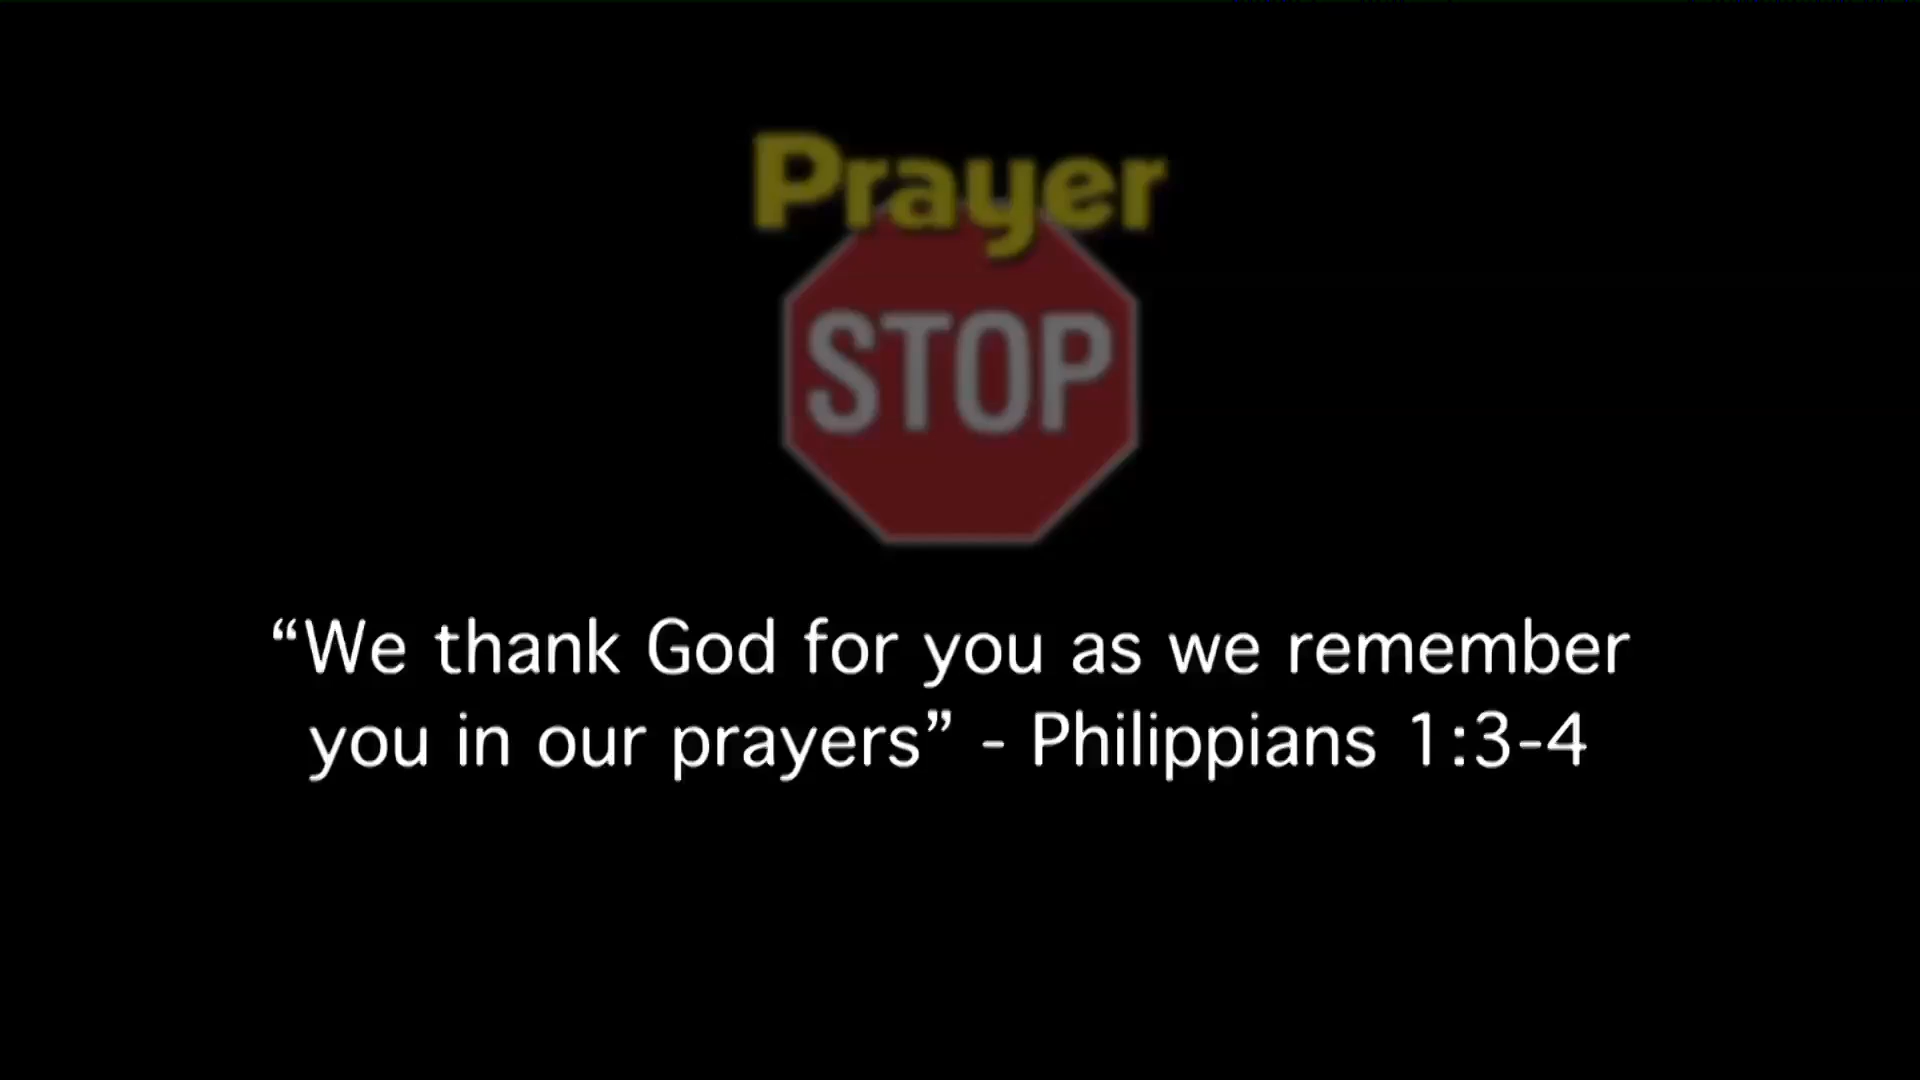 Prayer
STOP
“We thank God for you as we remember
you in our prayers” - Philippians 1:3-4